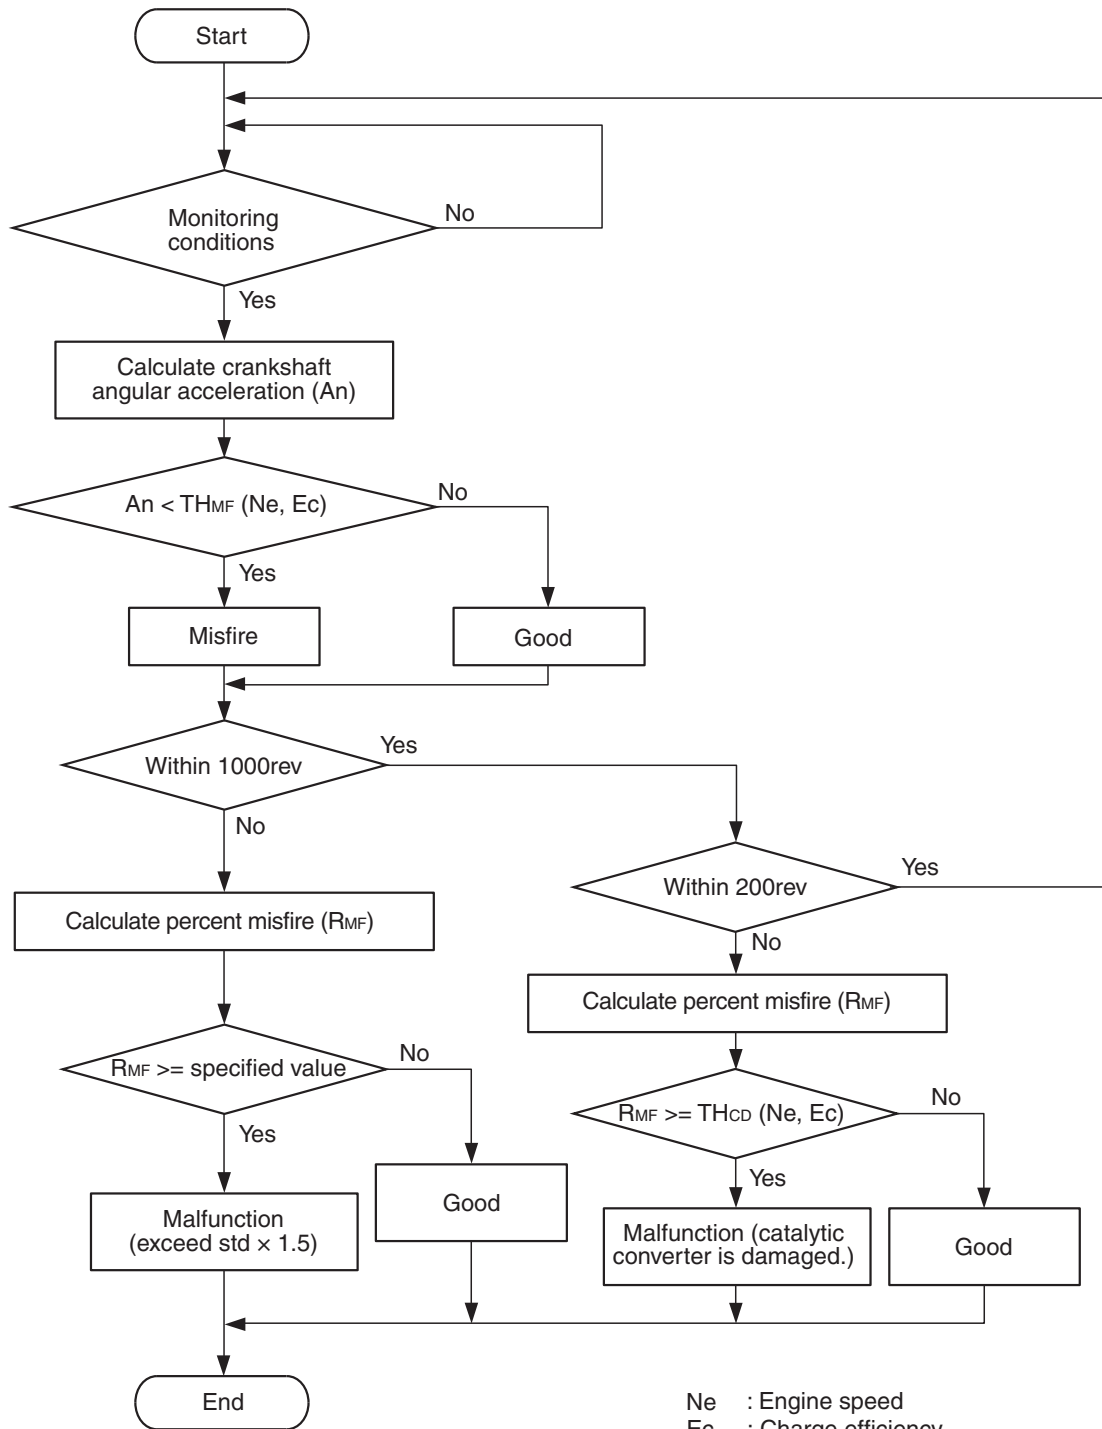 Start
Monitoring
conditions
No
Yes
Calculate crankshaft
angular acceleration (An)
An < THMF (Ne, Ec)
No
Yes
Misfire
Good
Within 1000rev
Yes
No
Within 200rev
Yes
No
Calculate percent misfire (RMF)
Calculate percent misfire (RMF)
RMF >= specified value
No
Yes
RMF >= THCD (Ne, Ec)
No
Yes
Malfunction
(exceed std × 1.5)
Good
Malfunction (catalytic
converter is damaged.)
Good
End
Ne : Engine speed
Ec : Charge efficiency